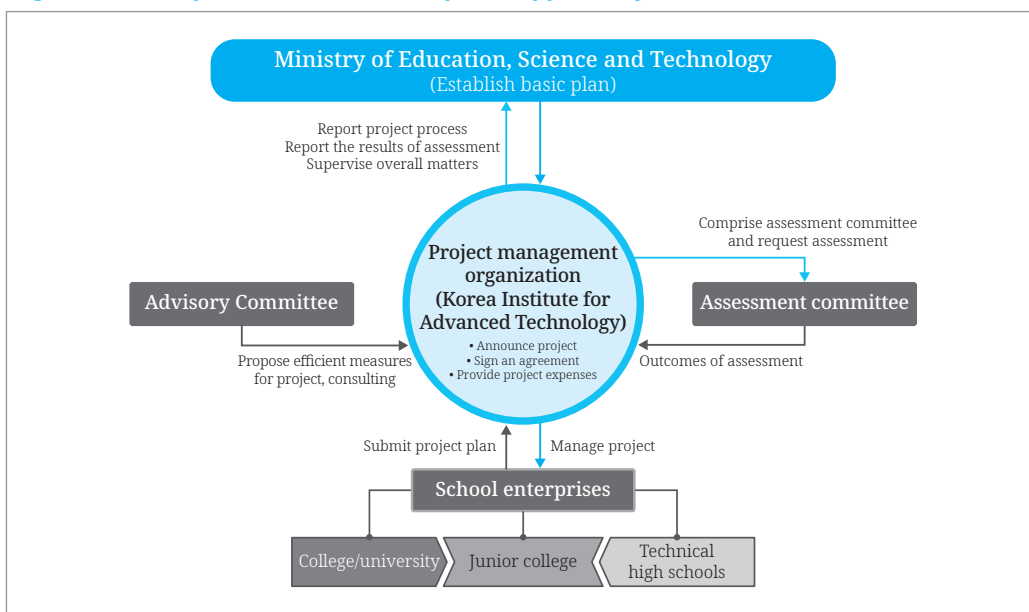 Ministry of Education, Science and Technology
(Establish basic plan)
Report project process
Report the results of assessment
Supervise overall matters
Comprise assessment committee
and request assessment
Project management
organization
(Korea Institute for
Advanced Technology)
• Announce project
• Sign an agreement
• Provide project expenses
Advisory Committee
Assessment committee
Propose efficient measures
for project, consulting
Outcomes of assessment
Submit project plan
Manage project
School enterprises
College/university
Junior college
Technical
high schools